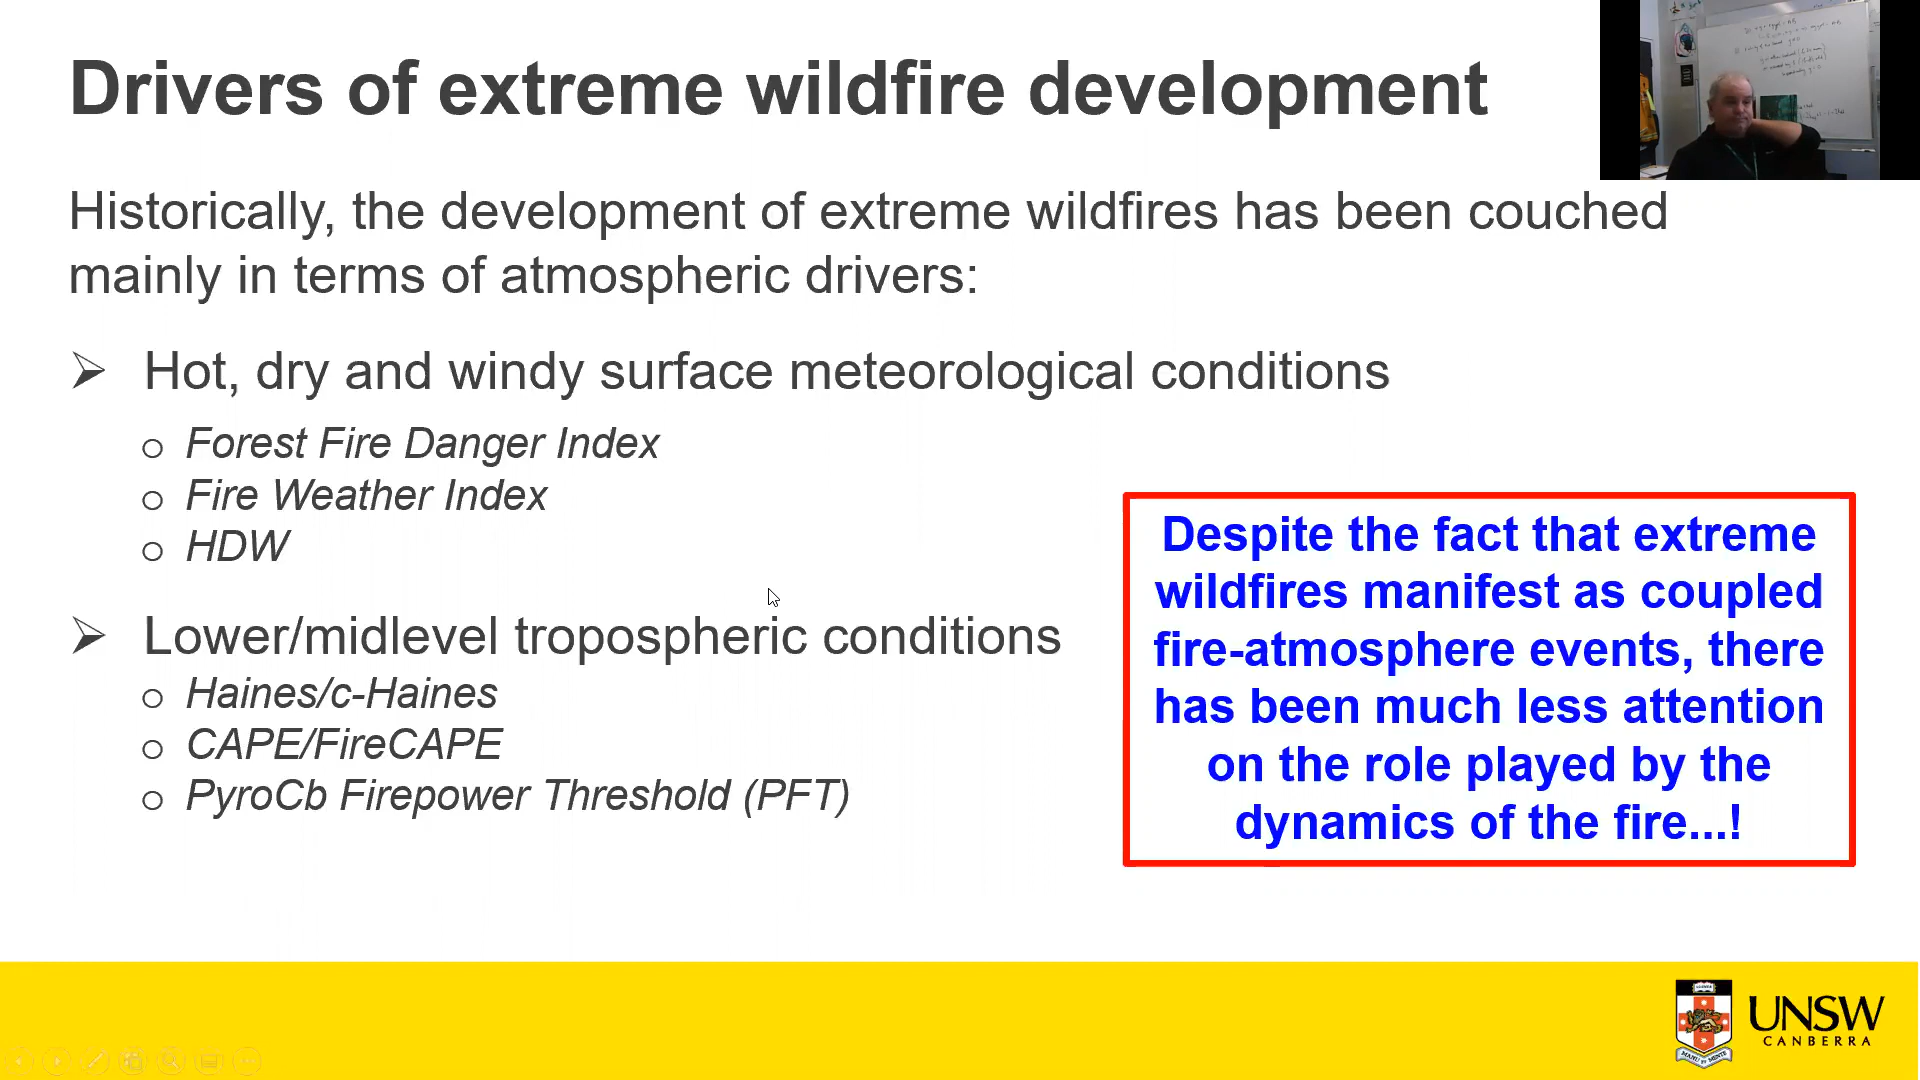 Drivers of extreme wildfire development
Historically, the development of extreme wildfires has been couched
mainly in terms of atmospheric drivers:
➢ Hot, dry and windy surface meteorological conditions
o Forest Fire Danger Index
o Fire Weather Index
o HDW
➢ Lower/midlevel tropospheric conditions
o Haines/c-Haines
o CAPE/FireCAPE
o PyroCb Firepower Threshold (PFT)
Despite the fact that extreme
wildfires manifest as coupled
fire-atmosphere events, there
has been much less attention
on the role played by the
dynamics of the fire...!
UNSW
CANBERRA
MANU ET MENTE